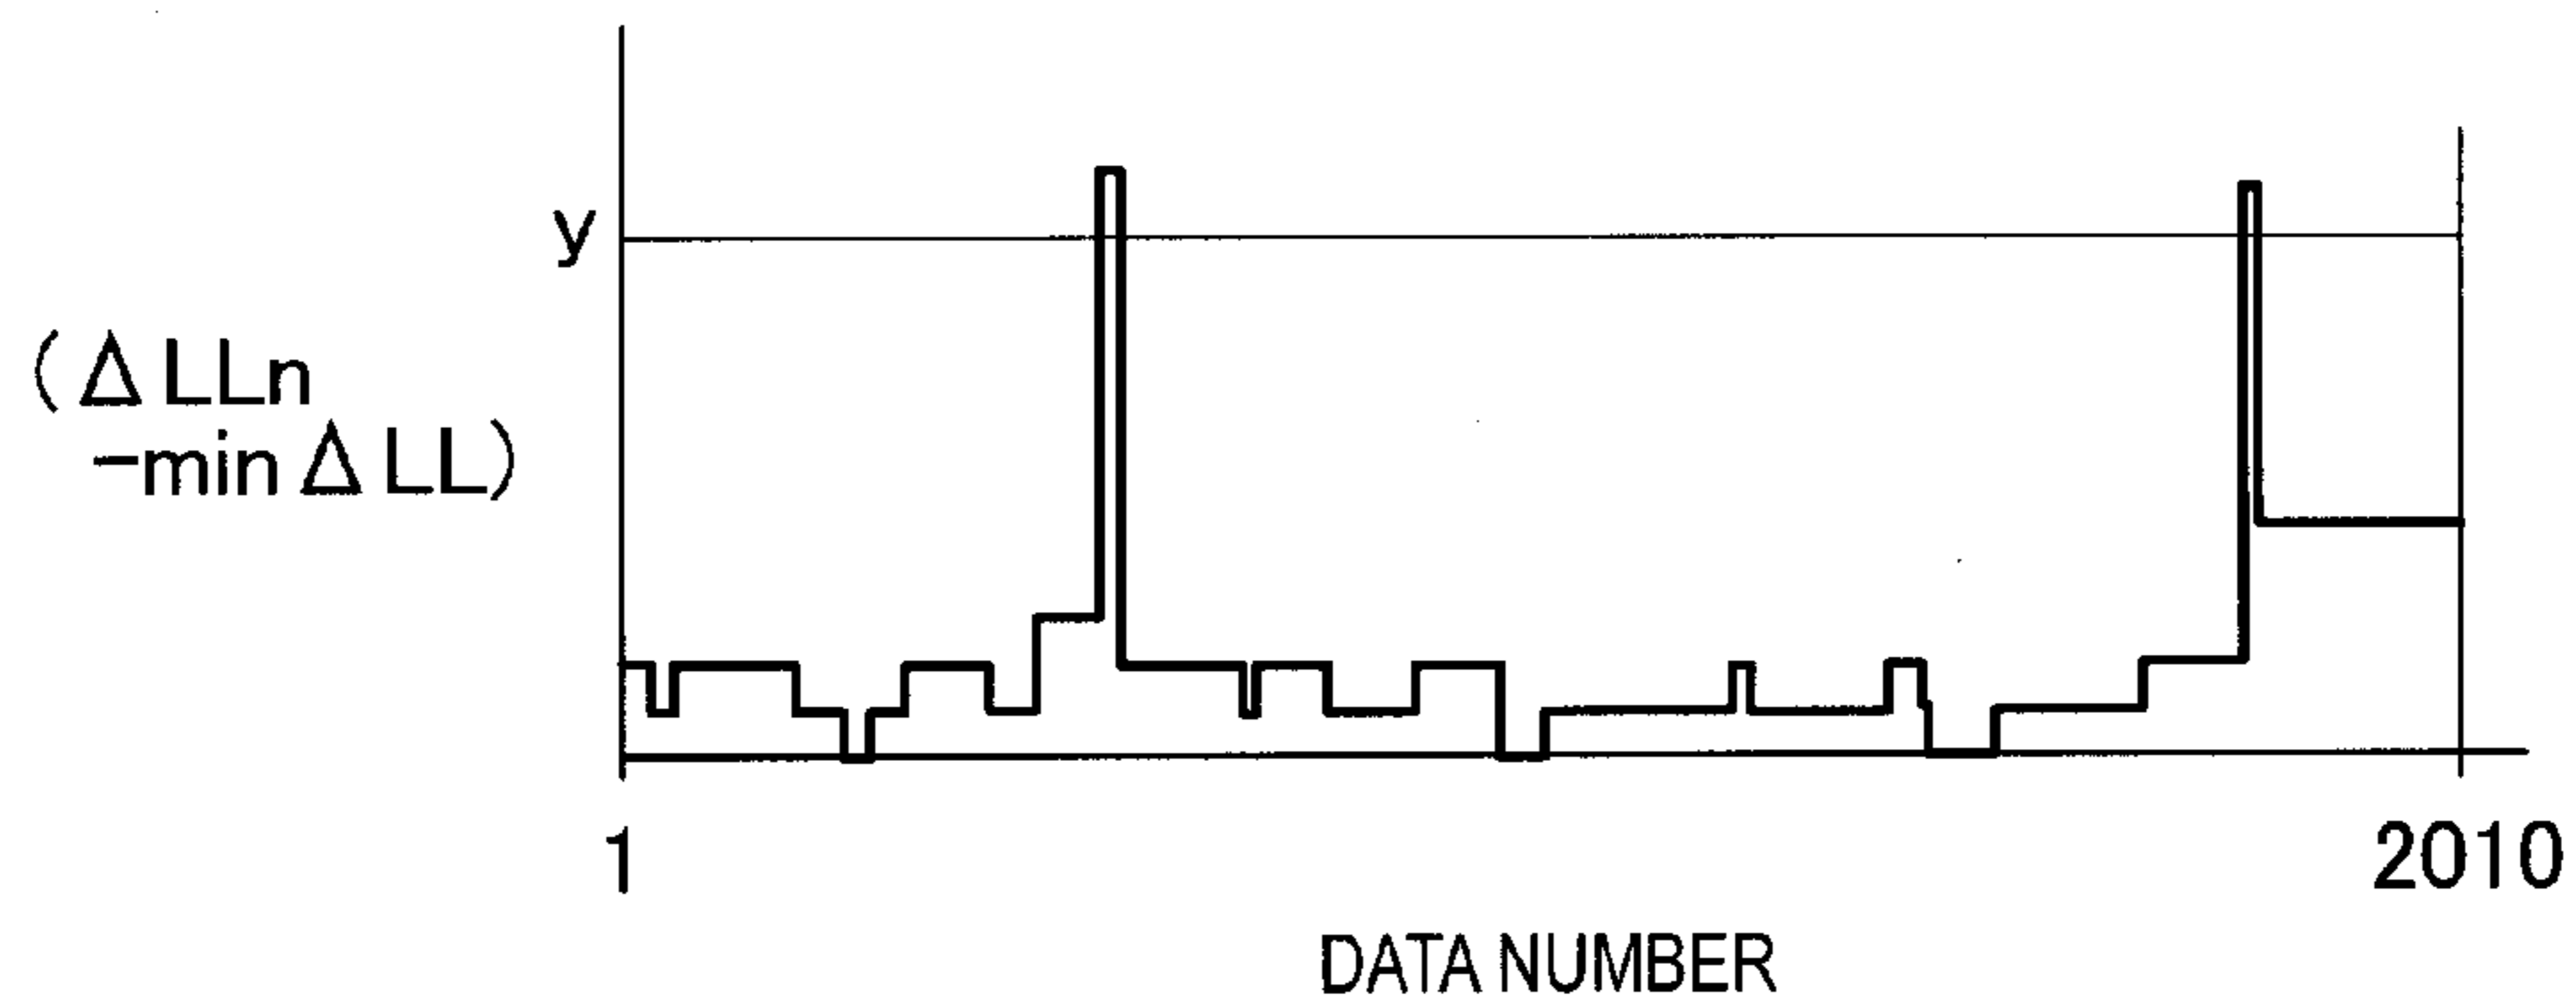 y
(ΔLLn
-minΔLL)
1
2010
DATA NUMBER